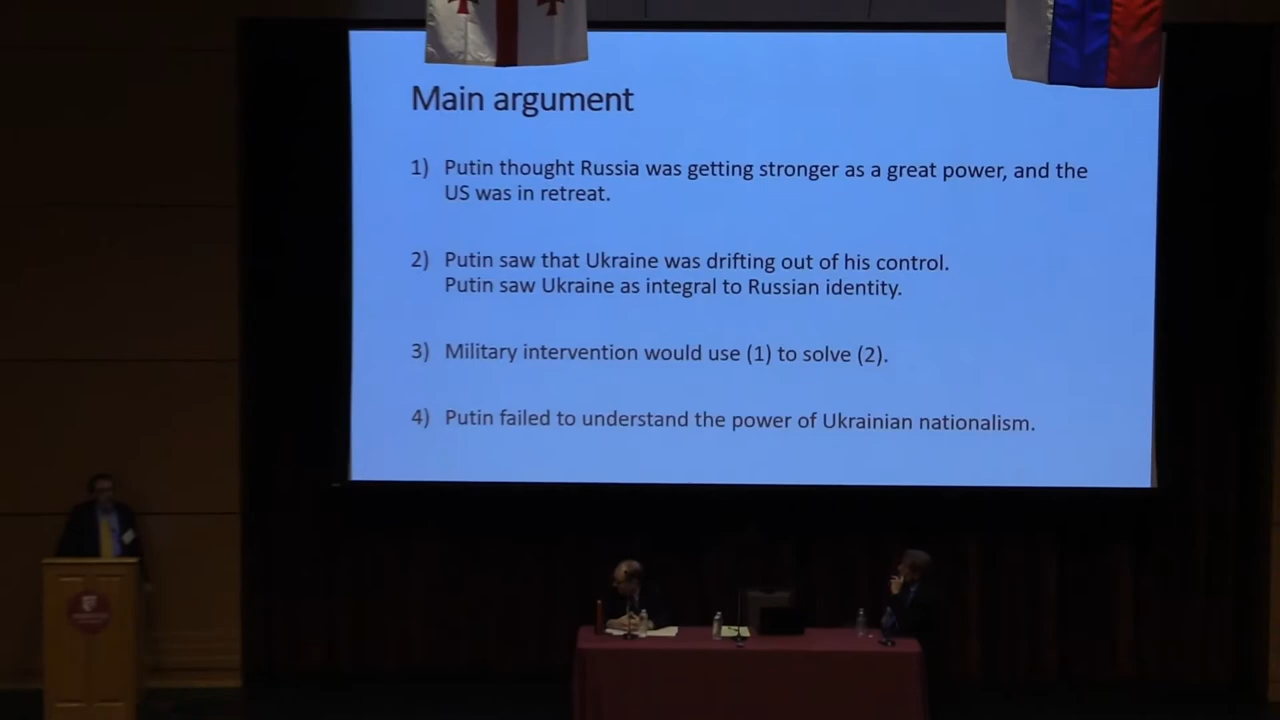 Main argument
1) Putin thought Russia was getting stronger as a great power, and the
US was in retreat.
2) Putin saw that Ukraine was drifting out of his control.
Putin saw Ukraine as integral to Russian identity.
3) Military intervention would use (1) to solve (2).
4) Putin failed to understand the power of Ukrainian nationalism.